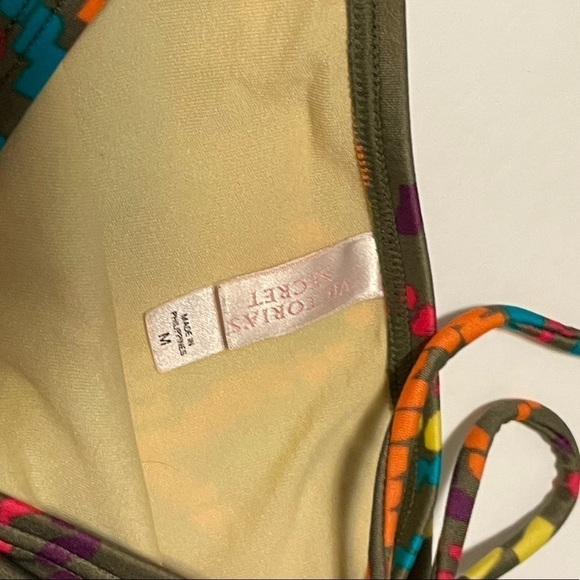 VICTORIA'S
SECRET
MADE IN
PHILIPPINES
M